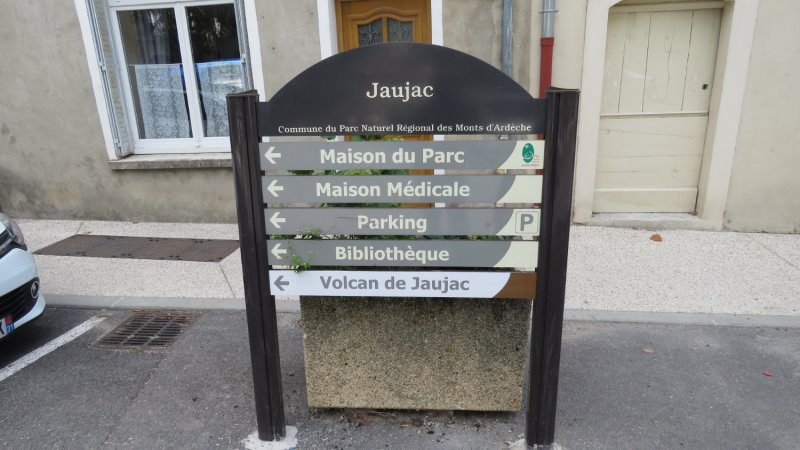 Jaujac
Commune du Parc Naturel Régional des Monts d'Ardèche
Maison du Parc
Maison Médicale
Parking P
Bibliothèque
Volcan de Jaujac